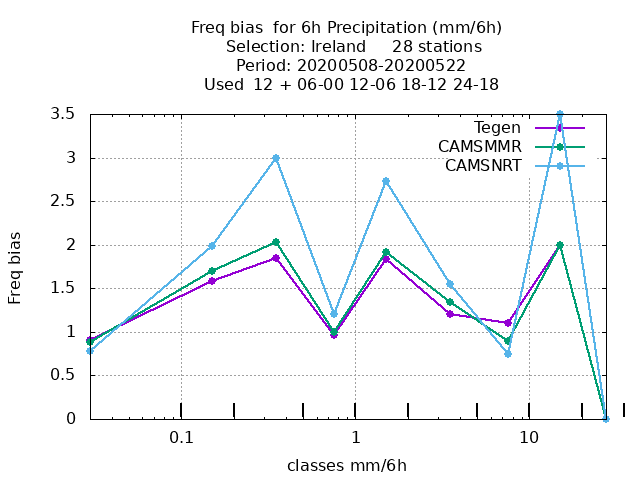 Freq bias  for 6h Precipitation (mm/6h)
Selection: Ireland     28 stations
Period: 20200508-20200522
Used  12 + 06-00 12-06 18-12 24-18
Tegen
CAMSMMR
CAMSNRT
3.5
3
2.5
2
1.5
1
0.5
0
Freq bias
0.1
1
10
classes mm/6h